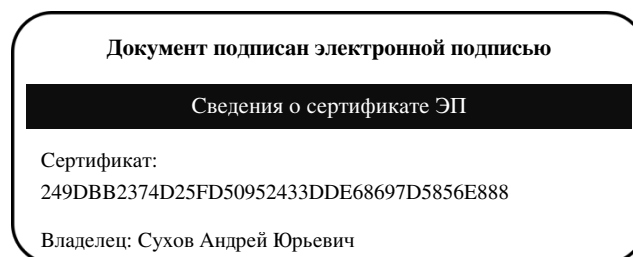 Документ подписан электронной подписью
Сведения о сертификате ЭП
Сертификат:
249DBB2374D25FD50952433DDE68697D5856E888
Владелец: Сухов Андрей Юрьевич